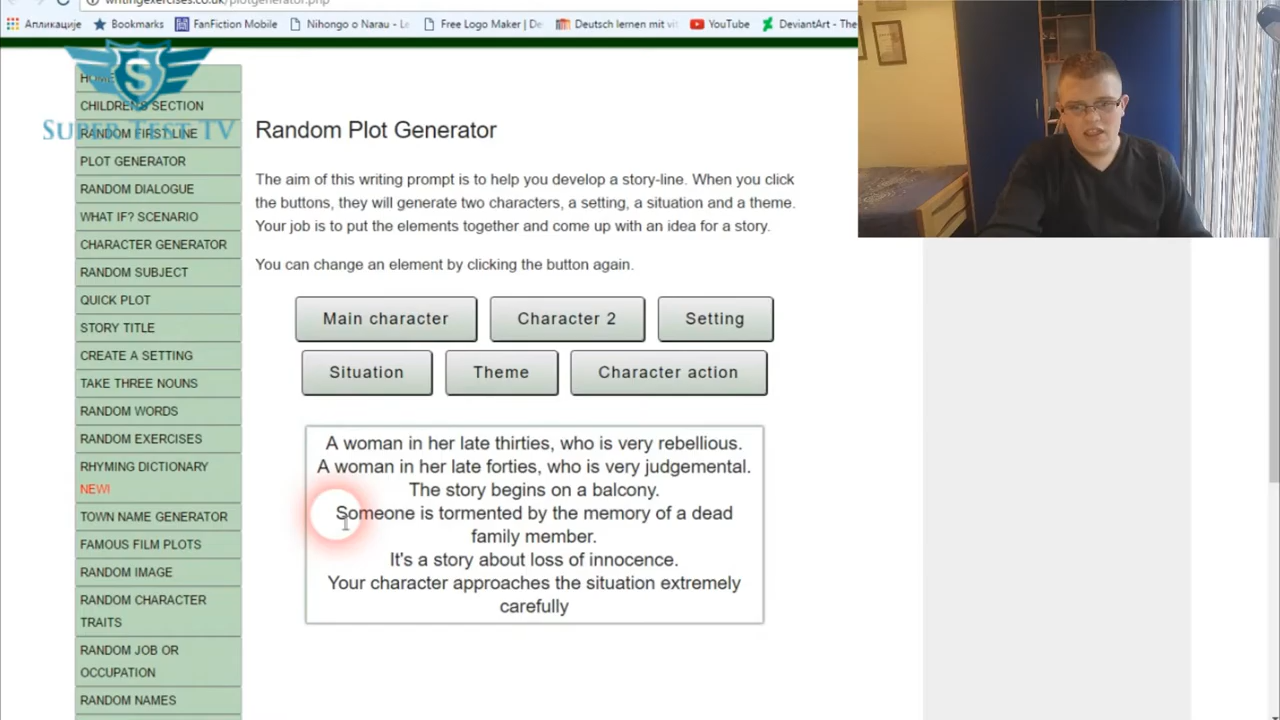 writingexercises.co.uk/plotgenerator.php
Апликације
Bookmarks
FanFiction Mobile
Nihongo o Narau - Le
Free Logo Maker | De
Deutsch lernen mit vi
YouTube
DeviantArt - The
S
SUPER TEST TV
HOME
CHILDREN'S SECTION
RANDOM FIRST LINE
PLOT GENERATOR
RANDOM DIALOGUE
WHAT IF? SCENARIO
CHARACTER GENERATOR
RANDOM SUBJECT
QUICK PLOT
STORY TITLE
CREATE A SETTING
TAKE THREE NOUNS
RANDOM WORDS
RANDOM EXERCISES
RHYMING DICTIONARY
NEW!
TOWN NAME GENERATOR
FAMOUS FILM PLOTS
RANDOM IMAGE
RANDOM CHARACTER
TRAITS
RANDOM JOB OR
OCCUPATION
RANDOM NAMES
Random Plot Generator
The aim of this writing prompt is to help you develop a story-line. When you click
the buttons, they will generate two characters, a setting, a situation and a theme.
Your job is to put the elements together and come up with an idea for a story.
You can change an element by clicking the button again.
Main character
Character 2
Setting
Situation
Theme
Character action
A woman in her late thirties, who is very rebellious.
A woman in her late forties, who is very judgemental.
The story begins on a balcony.
Someone is tormented by the memory of a dead
family member.
It's a story about loss of innocence.
Your character approaches the situation extremely
carefully